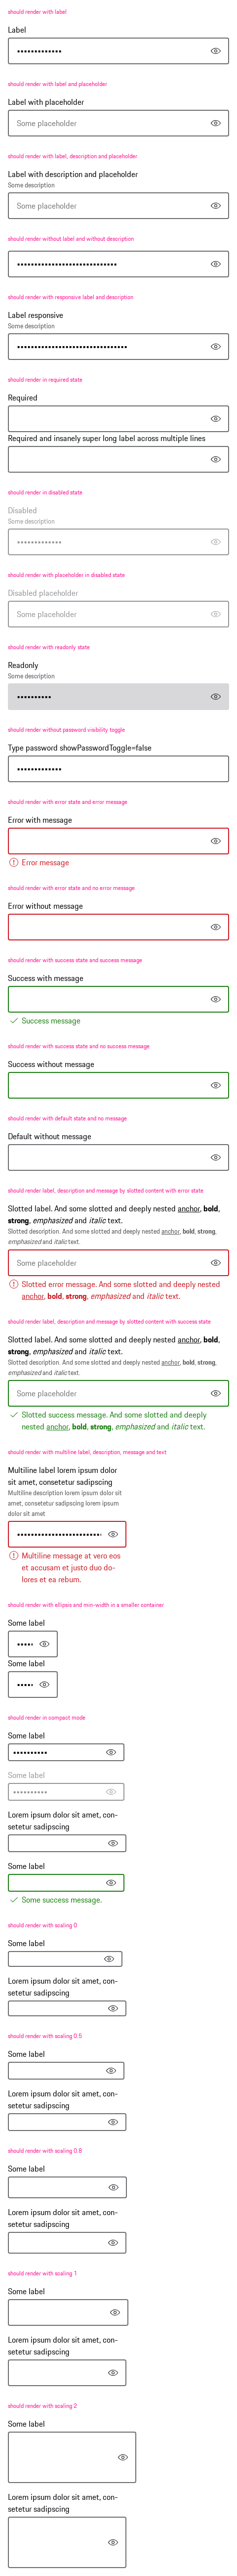 should render with label
Label
•••••••••••••
should render with label and placeholder
Label with placeholder
Some placeholder
should render with label, description and placeholder
Label with description and placeholder
Some description
Some placeholder
should render without label and without description
should render with responsive label and description
Label responsive
Some description
should render in required state
Required
Required and insanely super long label across multiple lines
should render in disabled state
Disabled
Some description
should render with placeholder in disabled state
Disabled placeholder
Some placeholder
should render with readonly state
Readonly
Some description
should render without password visibility toggle
Type password showPasswordToggle=false
should render with error state and error message
Error with message
Error message
should render with error state and no error message
Error without message
should render with success state and success message
Success with message
Success message
should render with success state and no success message
Success without message
should render with default state and no message
Default without message
should render label, description and message by slotted content with error state
Slotted label. And some slotted and deeply nested anchor, bold,
strong, emphasized and italic text.
Some description. And some slotted and deeply nested anchor, bold, strong,
emphasized and italic text.
Some placeholder
Slotted error message. And some slotted and deeply nested
anchor, bold, strong, emphasized and italic text.
should render label, description and message by slotted content with success state
Slotted label. And some slotted and deeply nested anchor, bold,
strong, emphasized and italic text.
Some description. And some slotted and deeply nested anchor, bold, strong,
emphasized and italic text.
Some placeholder
Slotted success message. And some slotted and deeply
nested anchor, bold, strong, emphasized and italic text.
should render with multiline label, description, message and text
Multiline label lorem ipsum dolor
sit amet, consetetur sadipscing
Multiline description lorem ipsum dolor sit
amet, consetetur sadipscing lorem ipsum
dolor sit amet
Multiline message at vero eos
et accusam et justo duo do-
lores et ea rebum.
should render with ellipsis and min-width in a smaller container
Some label
Some label
should render in compact mode
Some label
Some label
Lorem ipsum dolor sit amet, con-
setetur sadipscing
Some label
Some success message.
should render with scaling 0
Some label
Lorem ipsum dolor sit amet, con-
setetur sadipscing
should render with scaling 0.5
Some label
Lorem ipsum dolor sit amet, con-
setetur sadipscing
should render with scaling 0.8
Some label
Lorem ipsum dolor sit amet, con-
setetur sadipscing
should render with scaling 1
Some label
Lorem ipsum dolor sit amet, con-
setetur sadipscing
should render with scaling 2
Some label
Lorem ipsum dolor sit amet, con-
setetur sadipscing